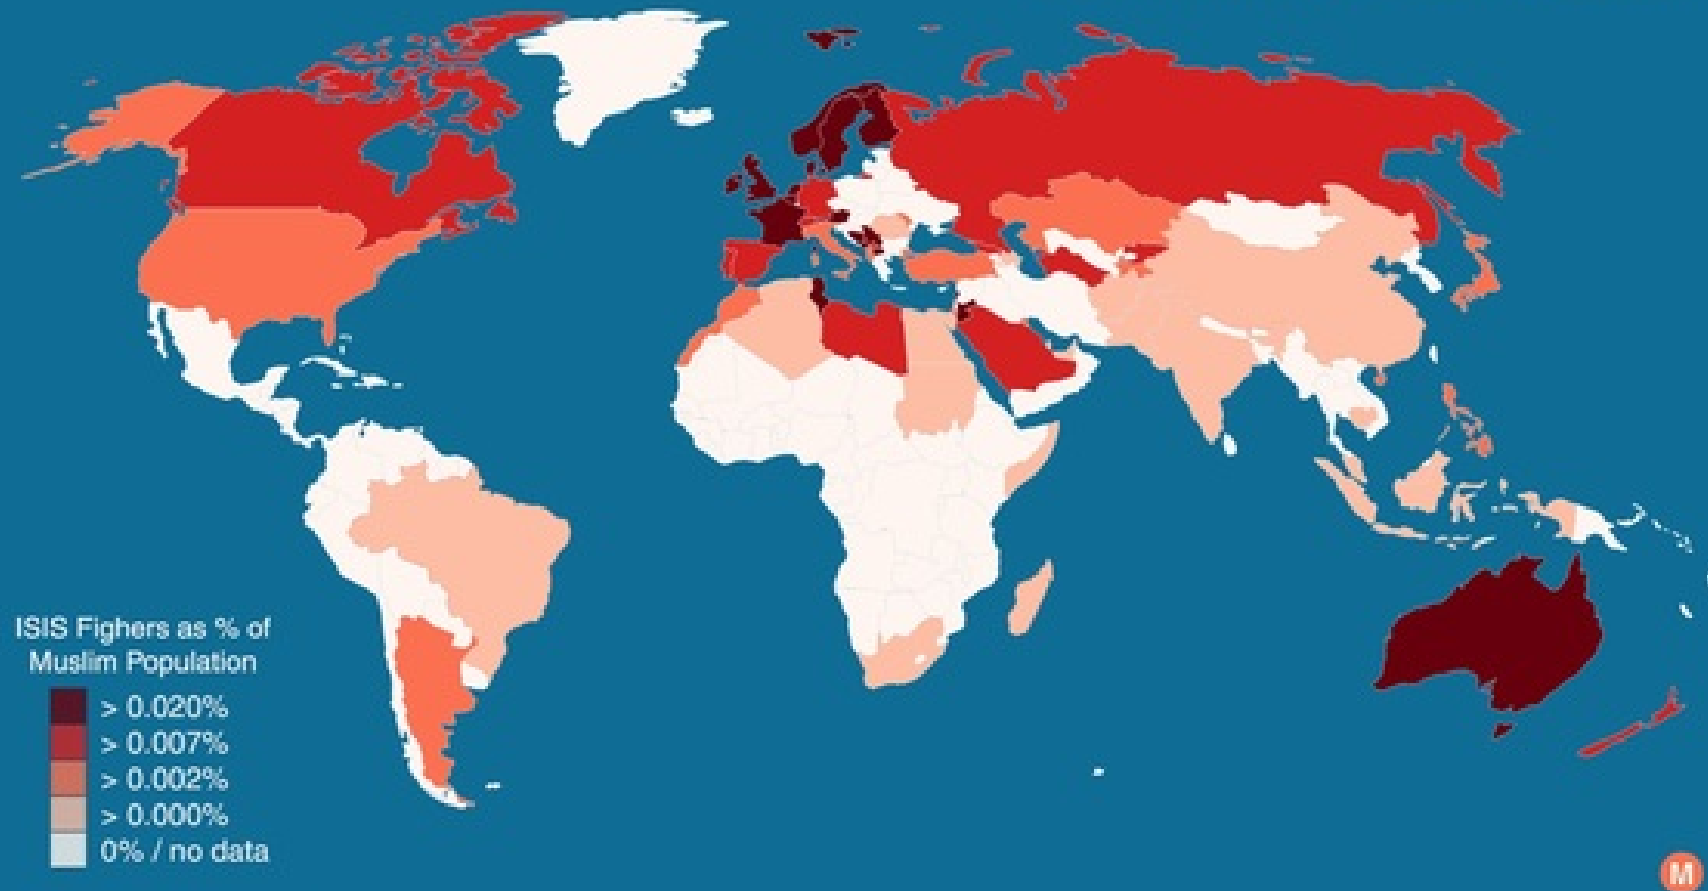 ISIS Fighers as % of
Muslim Population
> 0.020%
> 0.007%
> 0.002%
> 0.000%
0% / no data
M